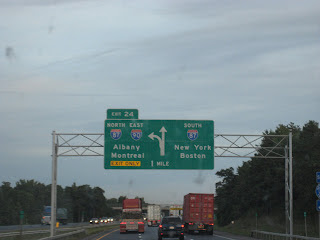 EXIT 24
NORTH EAST
SOUTH
87
90
87
Albany
Montreal
New York
Boston
EXIT ONLY
1 MILE